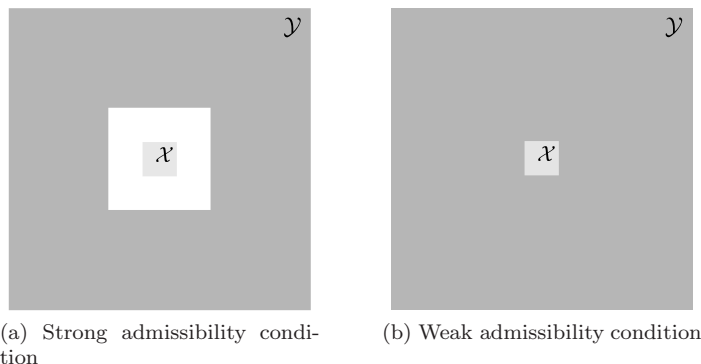 𝒴
𝒳
(a) Strong admissibility condi-
tion
𝒴
𝒳
(b) Weak admissibility condition